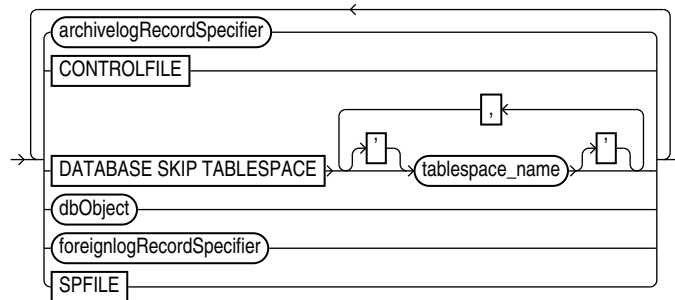 archivelogRecordSpecifier
CONTROLFILE
,
DATABASE SKIP TABLESPACE ' tablespace_name '
dbObject
foreignlogRecordSpecifier
SPFILE